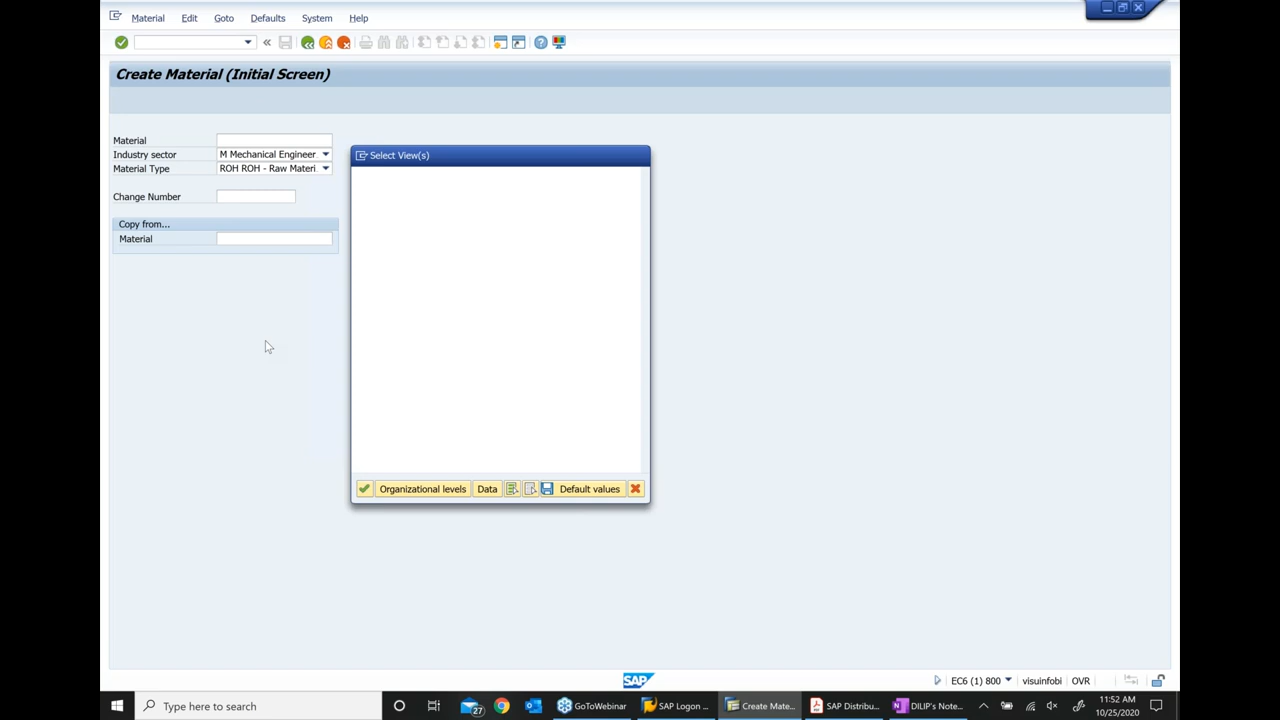 Material Edit Goto Defaults System Help
Create Material (Initial Screen)
Material
Industry sector M Mechanical Engineer
Material Type ROH ROH - Raw Materi
Change Number
Copy from...
Material
Select View(s)
Organizational levels Data Default values
SAP
EC6 (1) 800 visuinfobi OVR
Type here to search
27
GoToWebinar
SAP Logon ...
Create Mate...
SAP Distribu...
DILIP's Note...
11:52 AM
10/25/2020